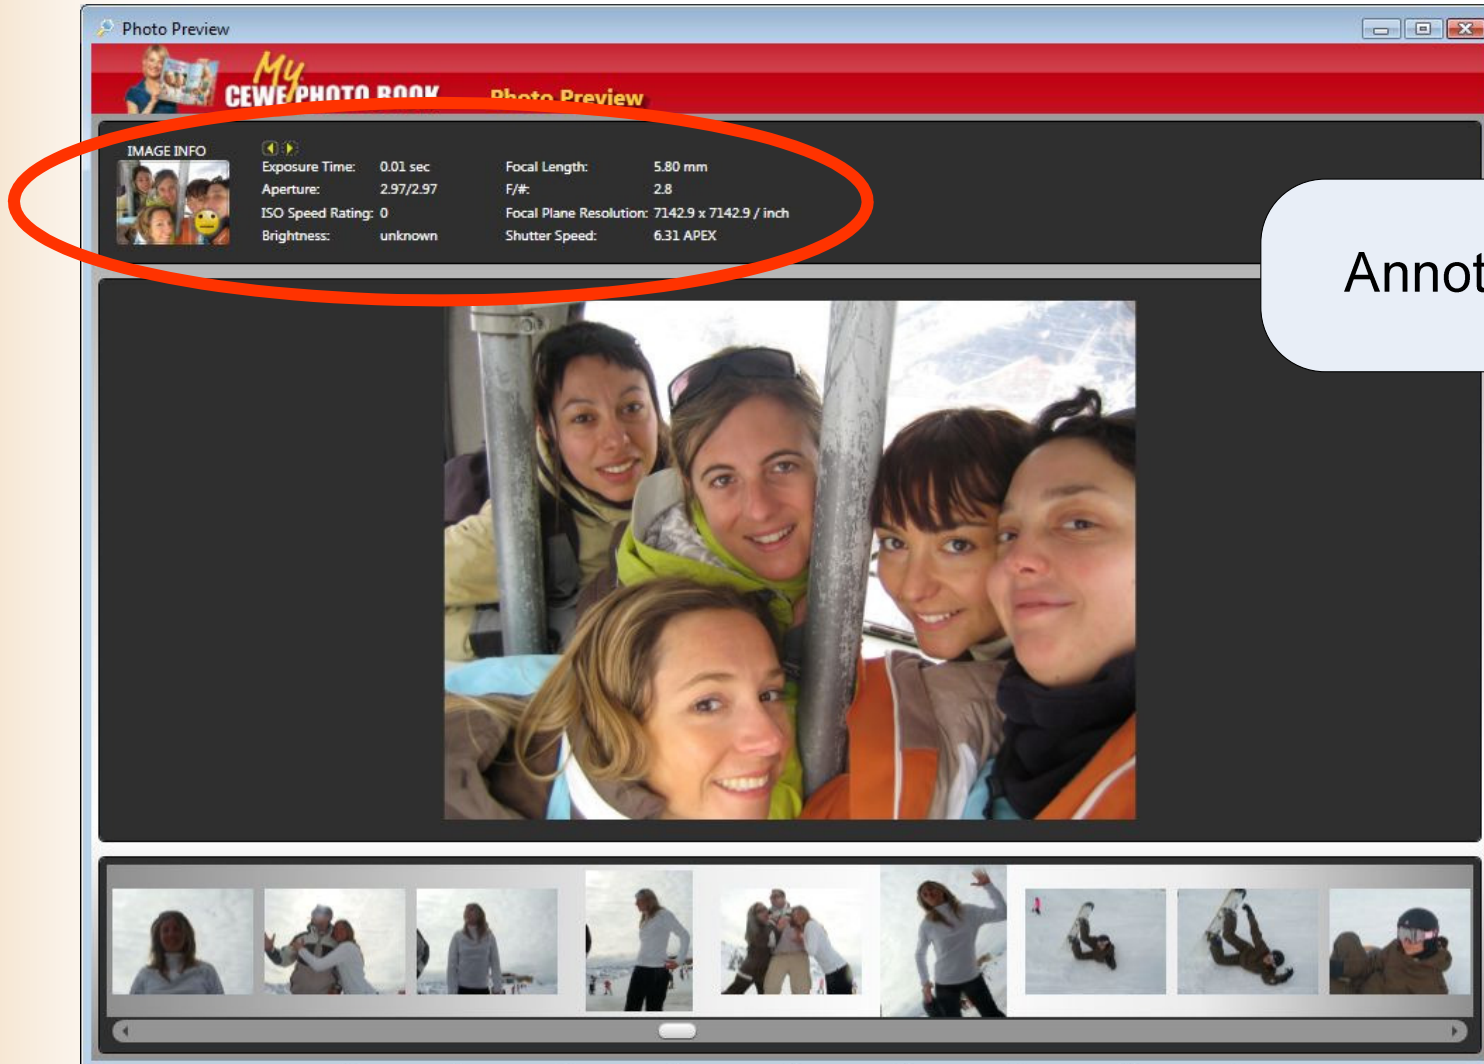 Photo Preview
My
CEWE PHOTO BOOK
Photo Preview
IMAGE INFO
Exposure Time: 0.01 sec Focal Length: 5.80 mm
Aperture: 2.97/2.97 F/#: 2.8
ISO Speed Rating: 0 Focal Plane Resolution: 7142.9 x 7142.9 / inch
Brightness: unknown Shutter Speed: 6.31 APEX
Annot